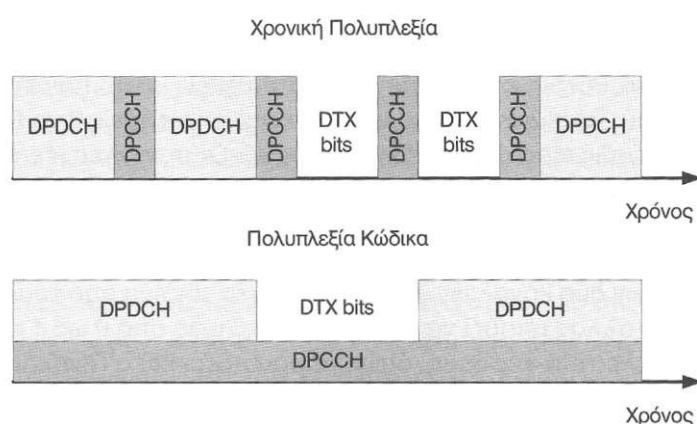 Χρονική Πολυπλεξία
DPDCH DPCCH DPDCH DPCCH DTX DPCCH DTX DPCCH DPDCH
bits bits
Χρόνος
Πολυπλεξία Κώδικα
DPDCH DTX bits DPDCH
DPCCH
Χρόνος